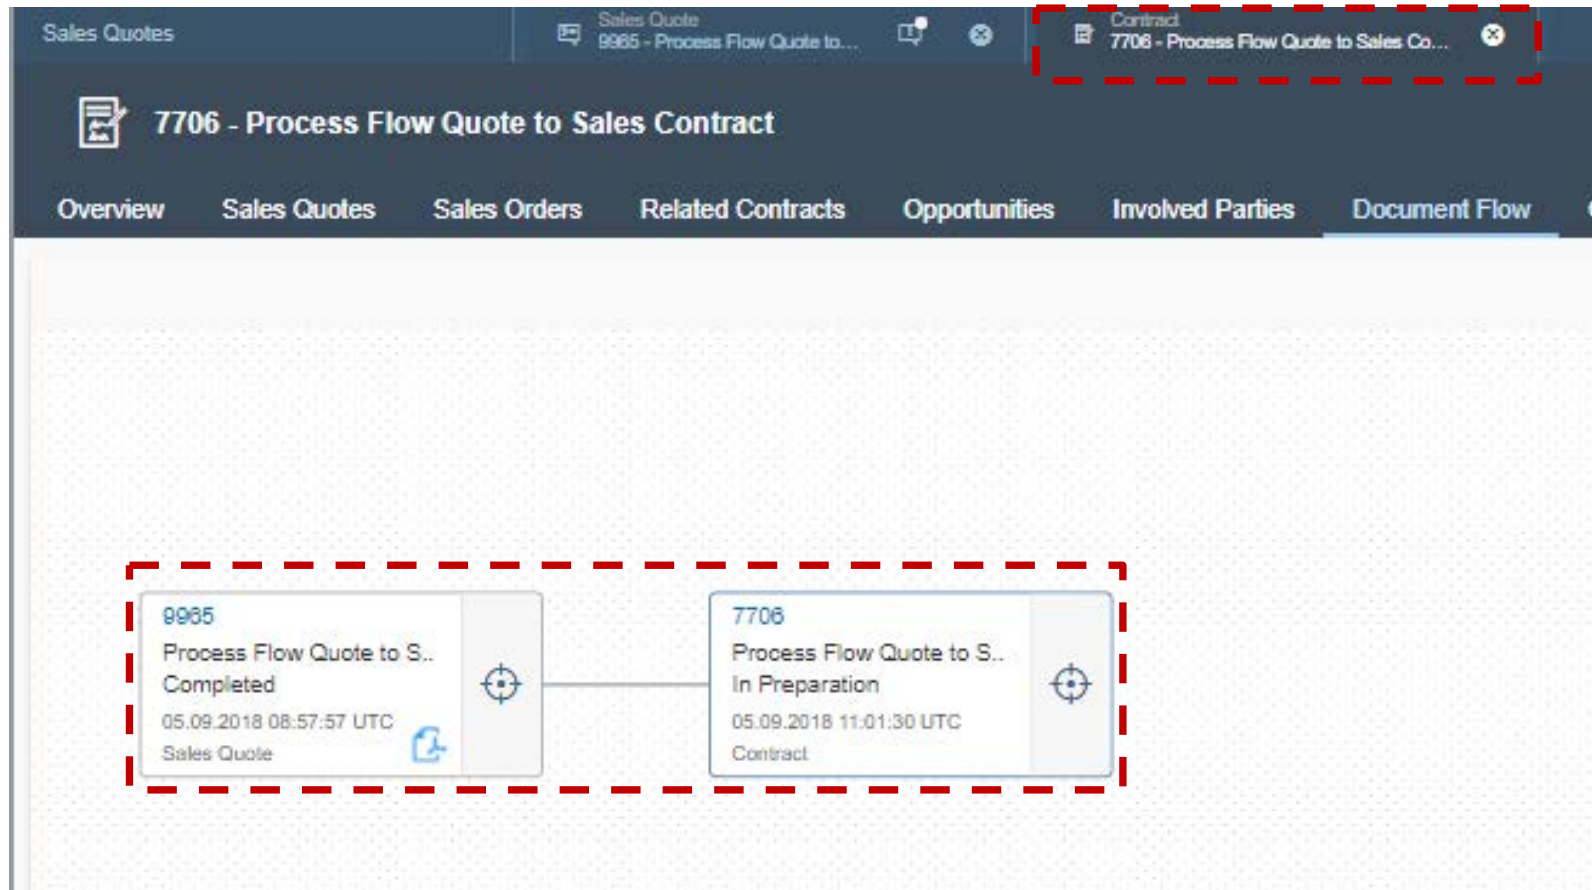 Sales Quotes
Sales Quote
9965 - Process Flow Quote to...
Contract
7706 - Process Flow Quote to Sales Co...
7706 - Process Flow Quote to Sales Contract
Overview Sales Quotes Sales Orders Related Contracts Opportunities Involved Parties Document Flow
9965
Process Flow Quote to S..
Completed
05.09.2018 08:57:57 UTC
Sales Quote
7706
Process Flow Quote to S..
In Preparation
05.09.2018 11:01:30 UTC
Contract